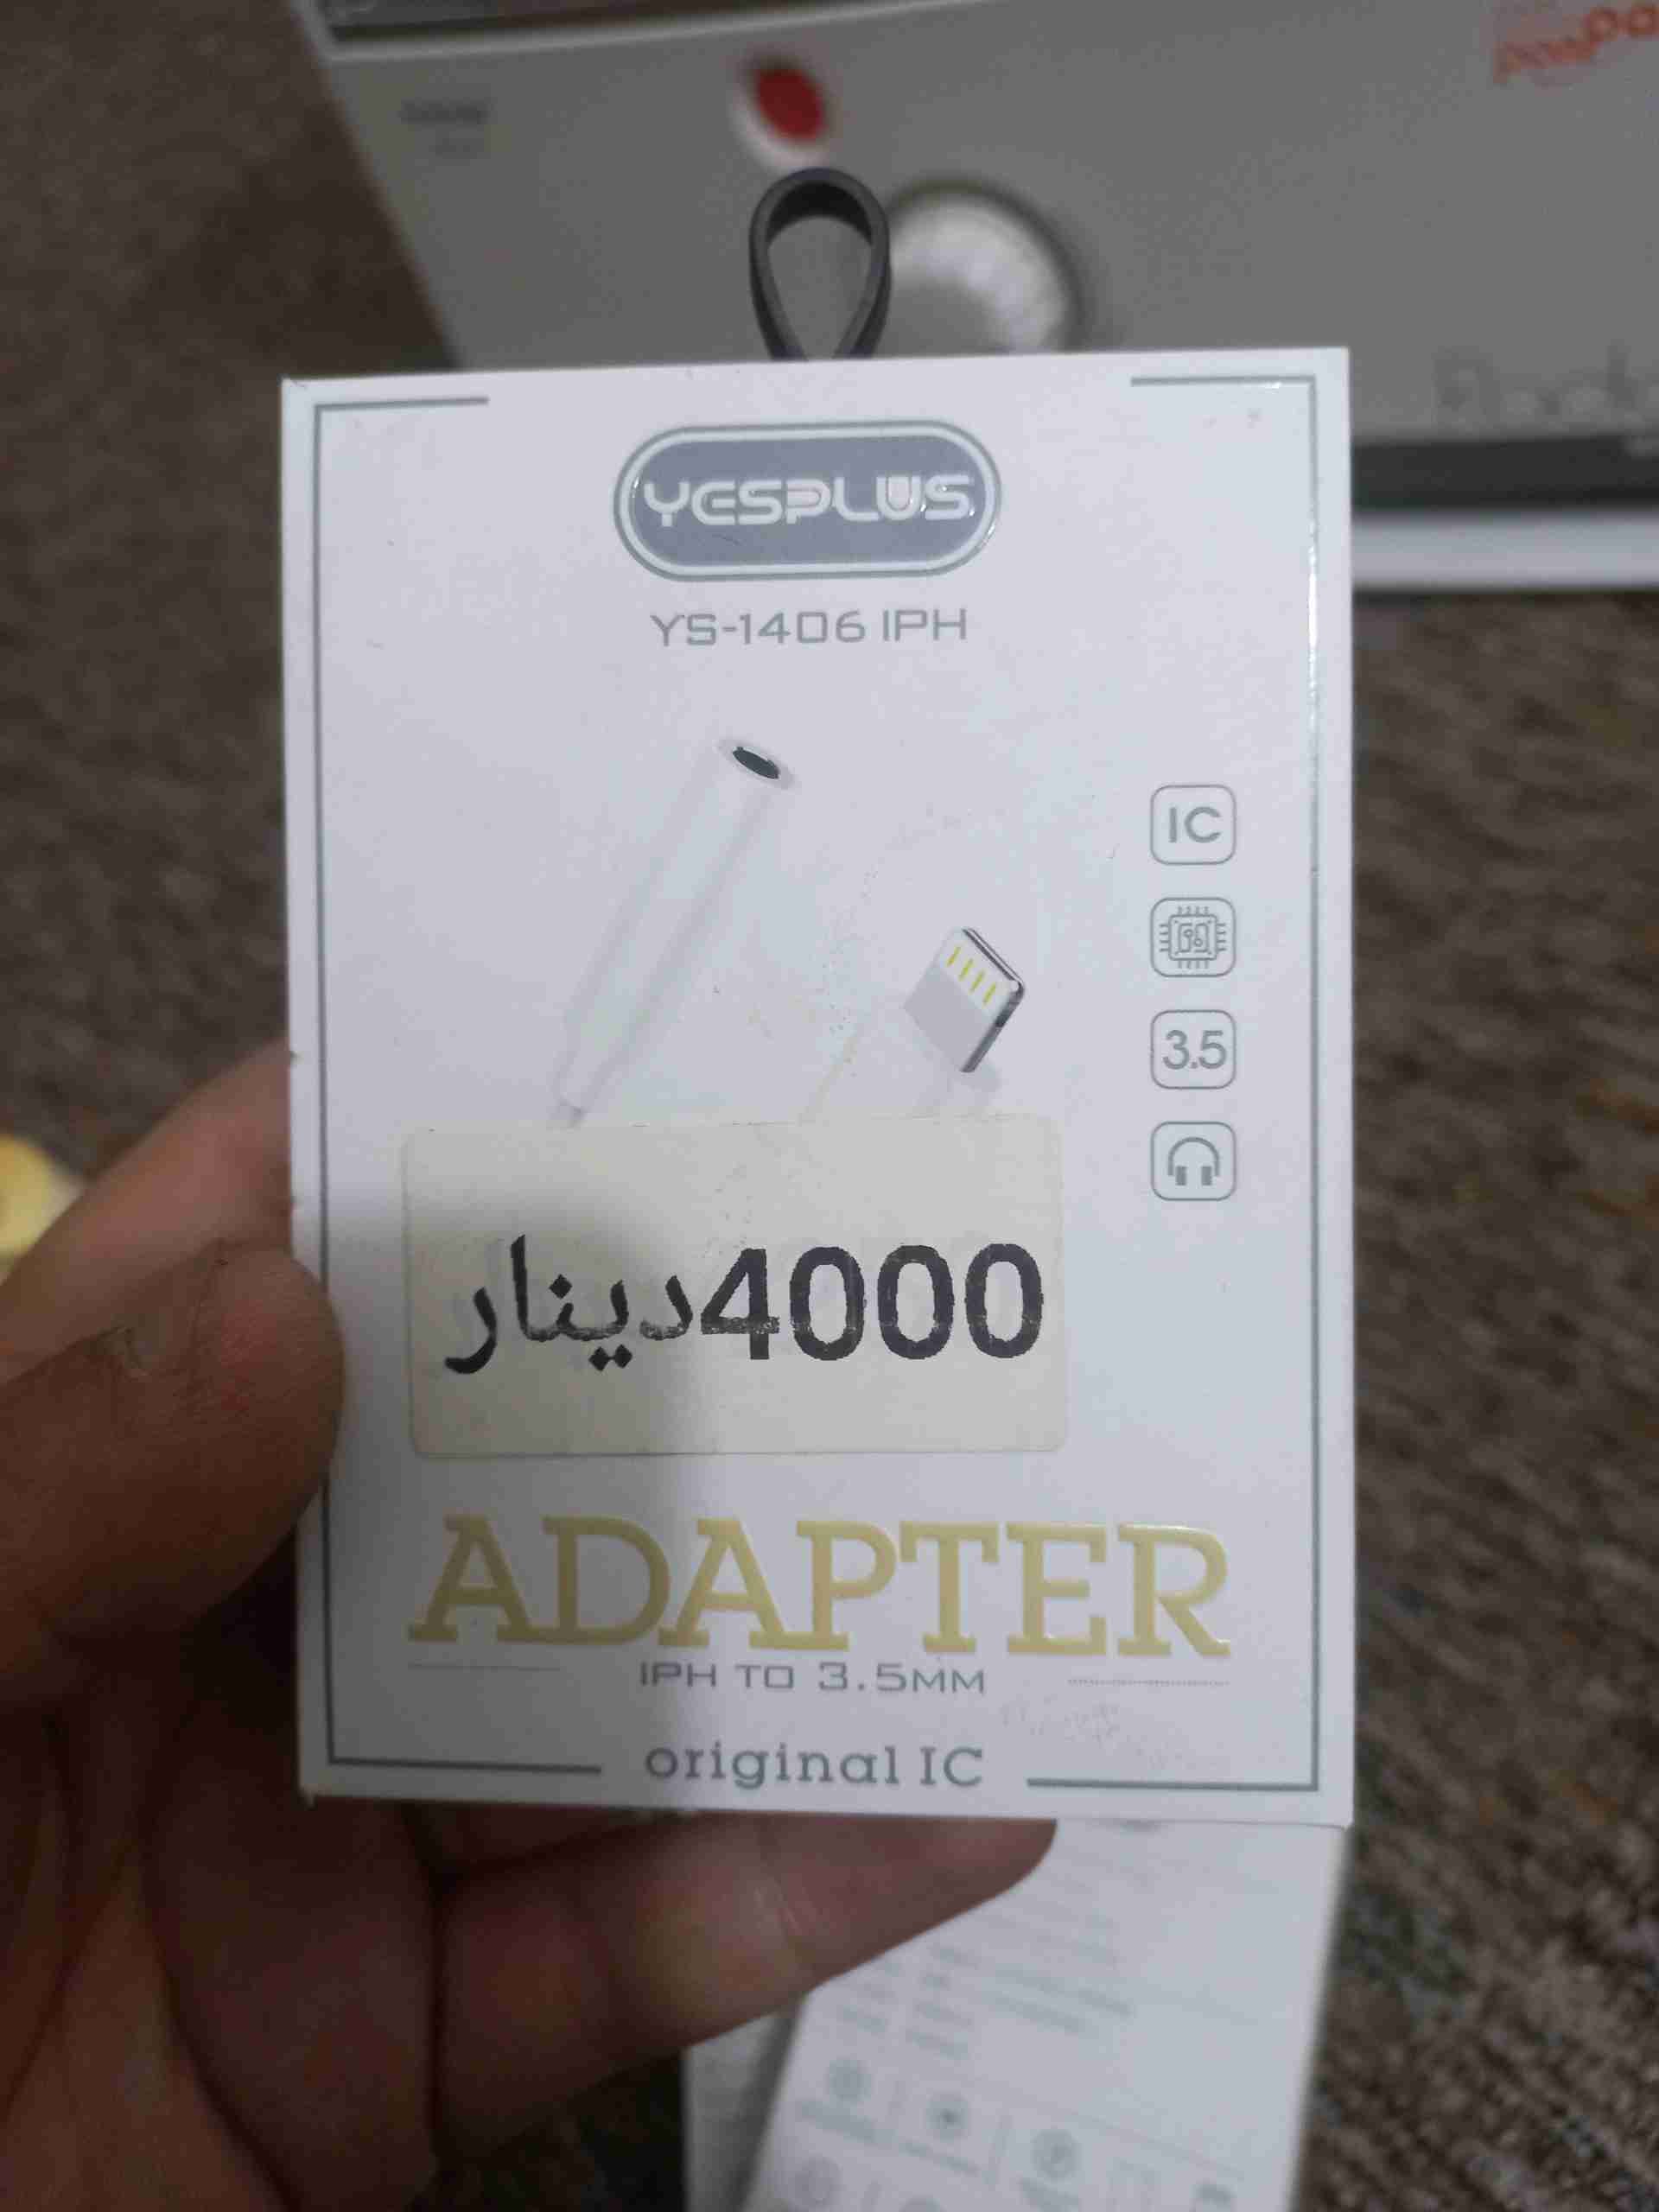 YESPLUS
YS-1406 IPH
IC
3.5
4000دينار
ADAPTER
IPH TO 3.5MM
original IC